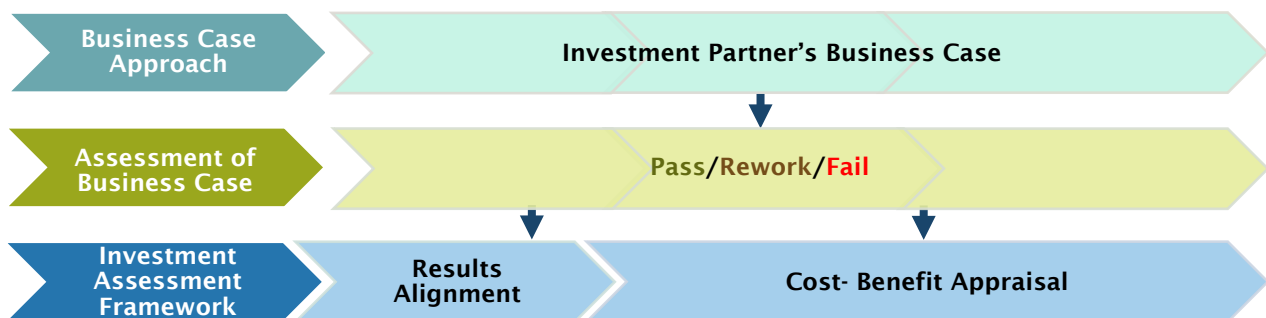 Business Case
Approach
Investment Partner’s Business Case
Assessment of
Business Case
Pass/Rework/Fail
Investment
Assessment
Framework
Results
Alignment
Cost- Benefit Appraisal